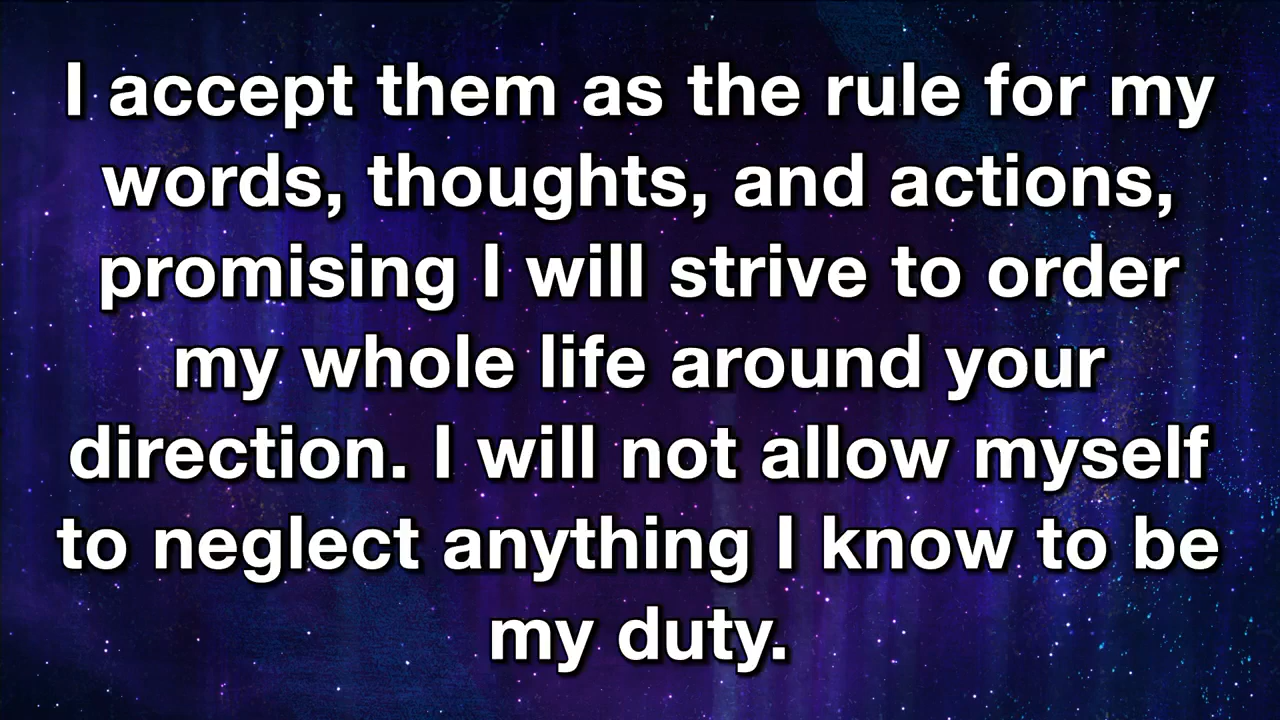 I accept them as the rule for my
words, thoughts, and actions,
promising I will strive to order
my whole life around your
direction. I will not allow myself
to neglect anything I know to be
my duty.